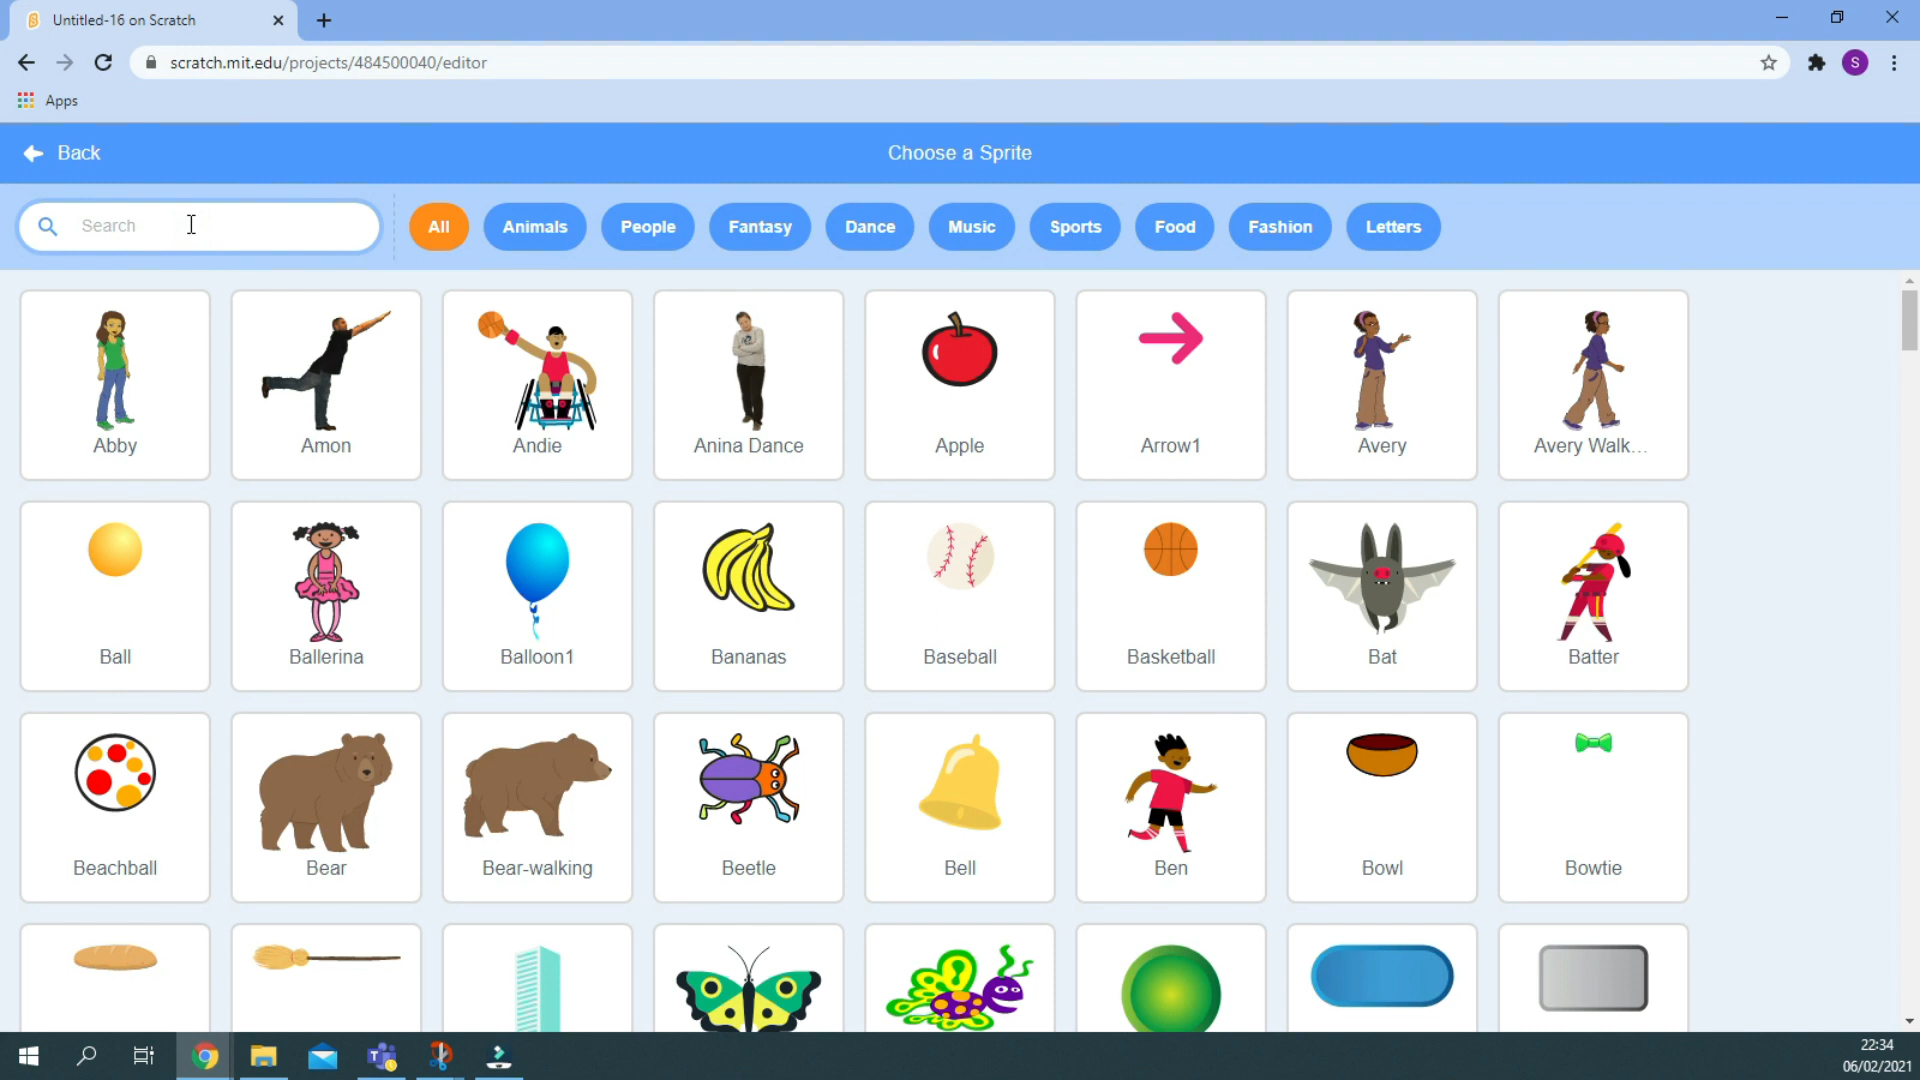 Untitled-16 on Scratch
scratch.mit.edu/projects/484500040/editor
S
Apps
Back
Choose a Sprite
Search
All
Animals
People
Fantasy
Dance
Music
Sports
Food
Fashion
Letters
Abby
Amon
Andie
Anina Dance
Apple
Arrow1
Avery
Avery Walk...
Ball
Ballerina
Balloon1
Bananas
Baseball
Basketball
Bat
Batter
Beachball
Bear
Bear-walking
Beetle
Bell
Ben
Bowl
Bowtie
22:34
06/02/2021